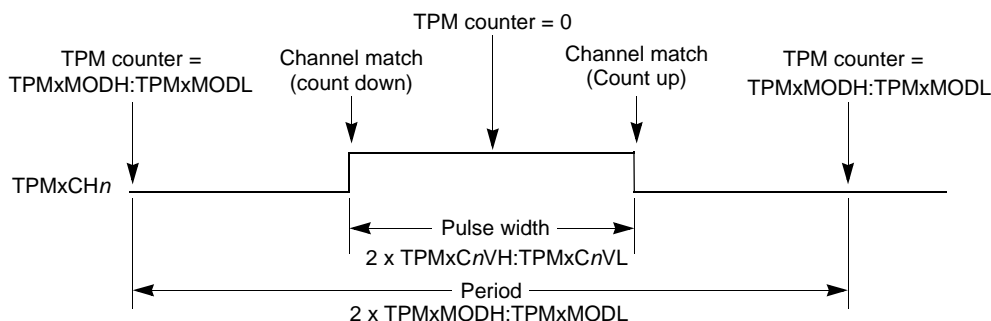 TPM counter = 0
TPM counter =
TPMxMODH:TPMxMODL
Channel match
(count down)
Channel match
(Count up)
TPM counter =
TPMxMODH:TPMxMODL
TPMxCHn
Pulse width
2 x TPMxCnVH:TPMxCnVL
Period
2 x TPMxMODH:TPMxMODL